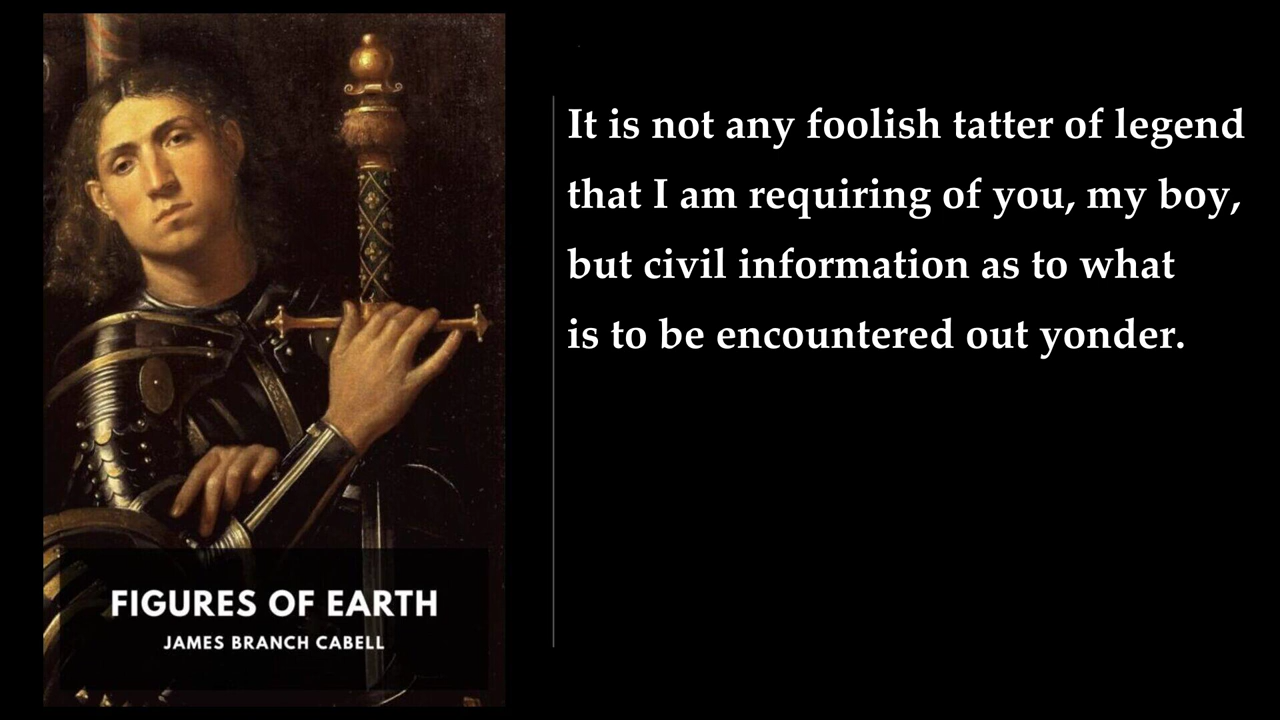 FIGURES OF EARTH
JAMES BRANCH CABELL
It is not any foolish tatter of legend
that I am requiring of you, my boy,
but civil information as to what
is to be encountered out yonder.